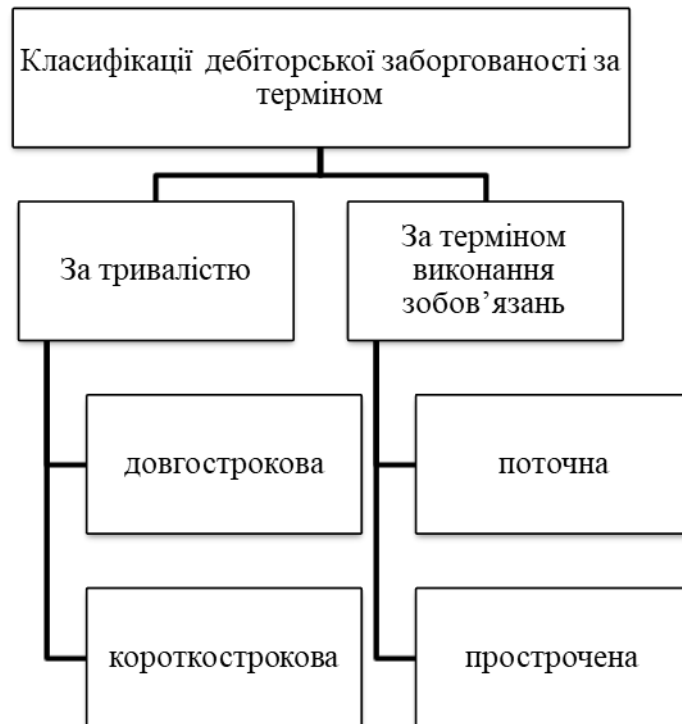 Класифікації дебіторської заборгованості за
терміном
За тривалістю
За терміном
виконання
зобов’язань
довгострокова
поточна
короткострокова
прострочена